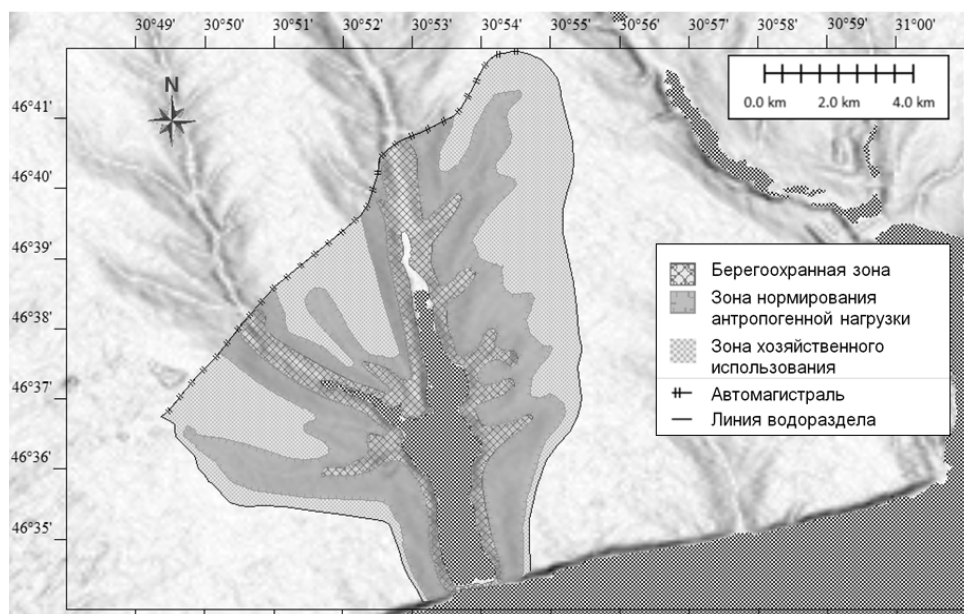 30°49' 30°50' 30°51' 30°52' 30°53' 30°54' 30°55' 30°56' 30°57' 30°58' 30°59' 31°00'
46°41'
46°40'
46°39'
46°38'
46°37'
46°36'
46°35'
N
0.0 km 2.0 km 4.0 km
Берегоохранная зона
Зона нормирования
антропогенной нагрузки
Зона хозяйственного
использования
Автомагистраль
Линия водораздела